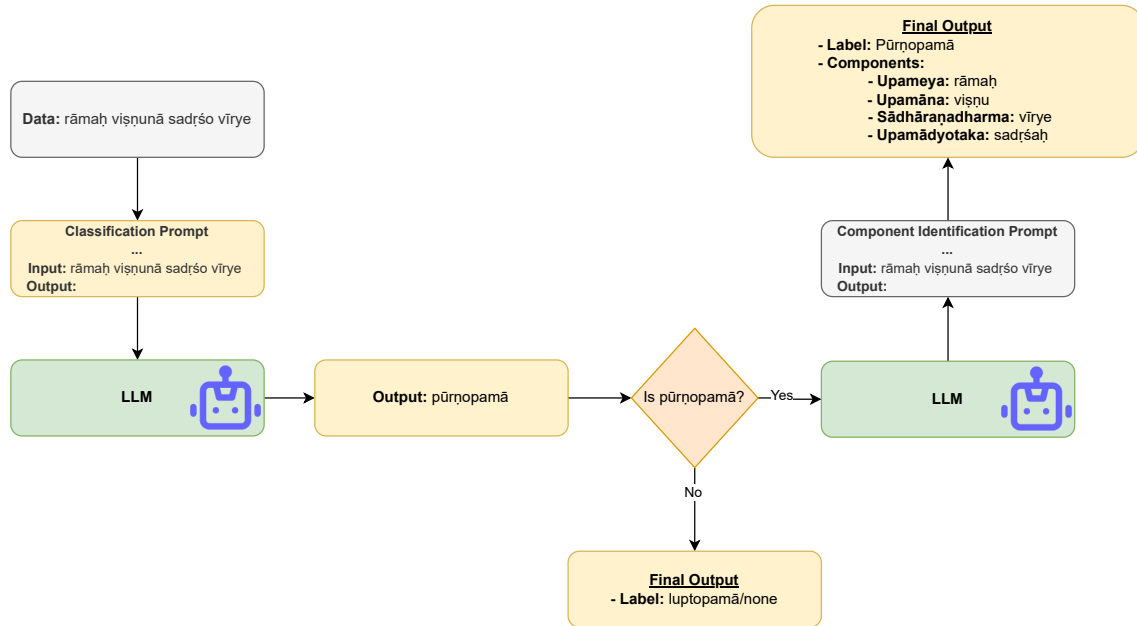 Data: rāmaḥ viṣṇunā sadṛśo vīrye
Classification Prompt
...
Input: rāmaḥ viṣṇunā sadṛśo vīrye
Output:
LLM
Output: pūrṇopamā
Is pūrṇopamā?
Yes
No
Final Output
- Label: luptopamā/none
LLM
Component Identification Prompt
...
Input: rāmaḥ viṣṇunā sadṛśo vīrye
Output:
Final Output
- Label: Pūrṇopamā
- Components:
- Upameya: rāmaḥ
- Upamāna: viṣṇu
- Sādhāraṇadharma: vīrye
- Upamādyotaka: sadṛśaḥ